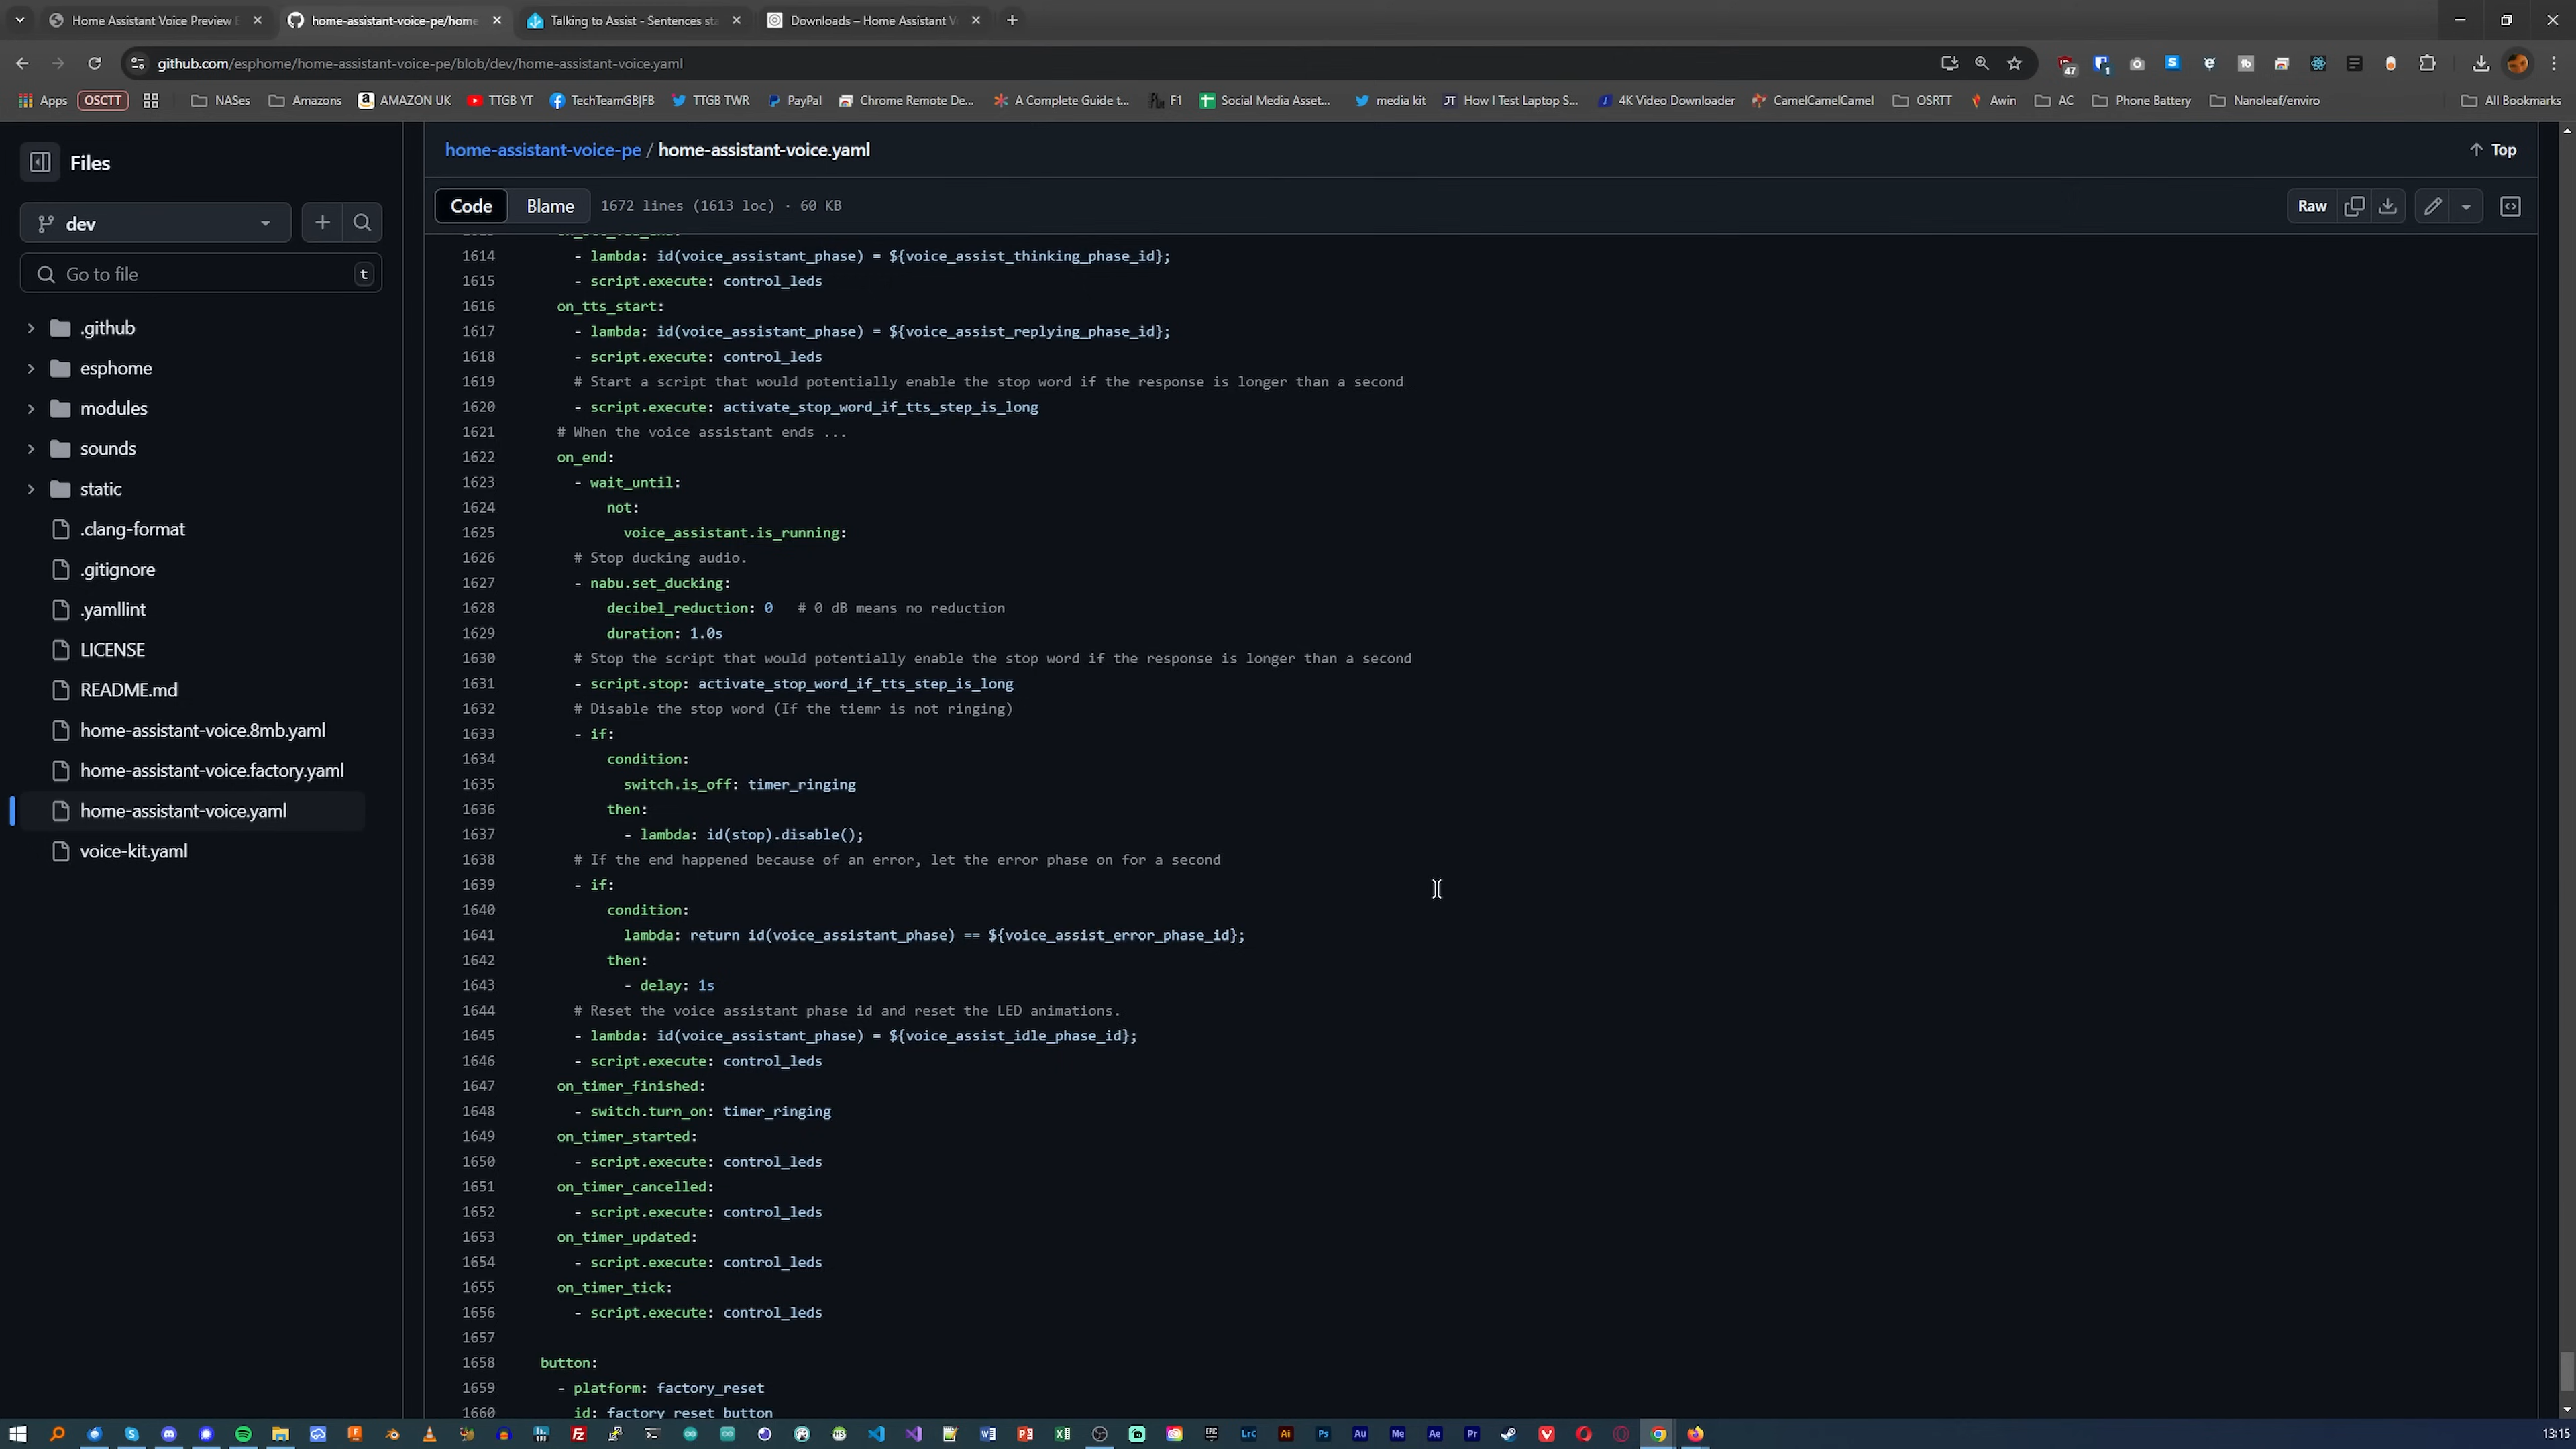 Home Assistant Voice Preview E
home-assistant-voice-pe/home-
Talking to Assist - Sentences sta
Downloads – Home Assistant V
github.com/esphome/home-assistant-voice-pe/blob/dev/home-assistant-voice.yaml
47
1
Apps
OSCTT
NASes
Amazons
AMAZON UK
TTGB YT
TechTeamGB|FB
TTGB TWR
PayPal
Chrome Remote De...
A Complete Guide t...
F1
Social Media Asset...
media kit
JT How I Test Laptop S...
4K Video Downloader
CamelCamelCamel
OSRTT
Awin
AC
Phone Battery
Nanoleaf/enviro
All Bookmarks
Files
home-assistant-voice-pe / home-assistant-voice.yaml
Top
dev
Code Blame 1672 lines (1613 loc) · 60 KB
Raw
Go to file t
.github
esphome
modules
sounds
static
.clang-format
.gitignore
.yamllint
LICENSE
README.md
home-assistant-voice.8mb.yaml
home-assistant-voice.factory.yaml
home-assistant-voice.yaml
voice-kit.yaml
1614 - lambda: id(voice_assistant_phase) = ${voice_assist_thinking_phase_id};
1615 - script.execute: control_leds
1616 on_tts_start:
1617 - lambda: id(voice_assistant_phase) = ${voice_assist_replying_phase_id};
1618 - script.execute: control_leds
1619 # Start a script that would potentially enable the stop word if the response is longer than a second
1620 - script.execute: activate_stop_word_if_tts_step_is_long
1621 # When the voice assistant ends ...
1622 on_end:
1623 - wait_until:
1624 not:
1625 voice_assistant.is_running:
1626 # Stop ducking audio.
1627 - nabu.set_ducking:
1628 decibel_reduction: 0 # 0 dB means no reduction
1629 duration: 1.0s
1630 # Stop the script that would potentially enable the stop word if the response is longer than a second
1631 - script.stop: activate_stop_word_if_tts_step_is_long
1632 # Disable the stop word (If the tiemr is not ringing)
1633 - if:
1634 condition:
1635 switch.is_off: timer_ringing
1636 then:
1637 - lambda: id(stop).disable();
1638 # If the end happened because of an error, let the error phase on for a second
1639 - if:
1640 condition:
1641 lambda: return id(voice_assistant_phase) == ${voice_assist_error_phase_id};
1642 then:
1643 - delay: 1s
1644 # Reset the voice assistant phase id and reset the LED animations.
1645 - lambda: id(voice_assistant_phase) = ${voice_assist_idle_phase_id};
1646 - script.execute: control_leds
1647 on_timer_finished:
1648 - switch.turn_on: timer_ringing
1649 on_timer_started:
1650 - script.execute: control_leds
1651 on_timer_cancelled:
1652 - script.execute: control_leds
1653 on_timer_updated:
1654 - script.execute: control_leds
1655 on_timer_tick:
1656 - script.execute: control_leds
1657
1658 button:
1659 - platform: factory_reset
1660 id: factory_reset_button
Lrc
Ai
Ps
Au
Me
Ae
Pr
13:15